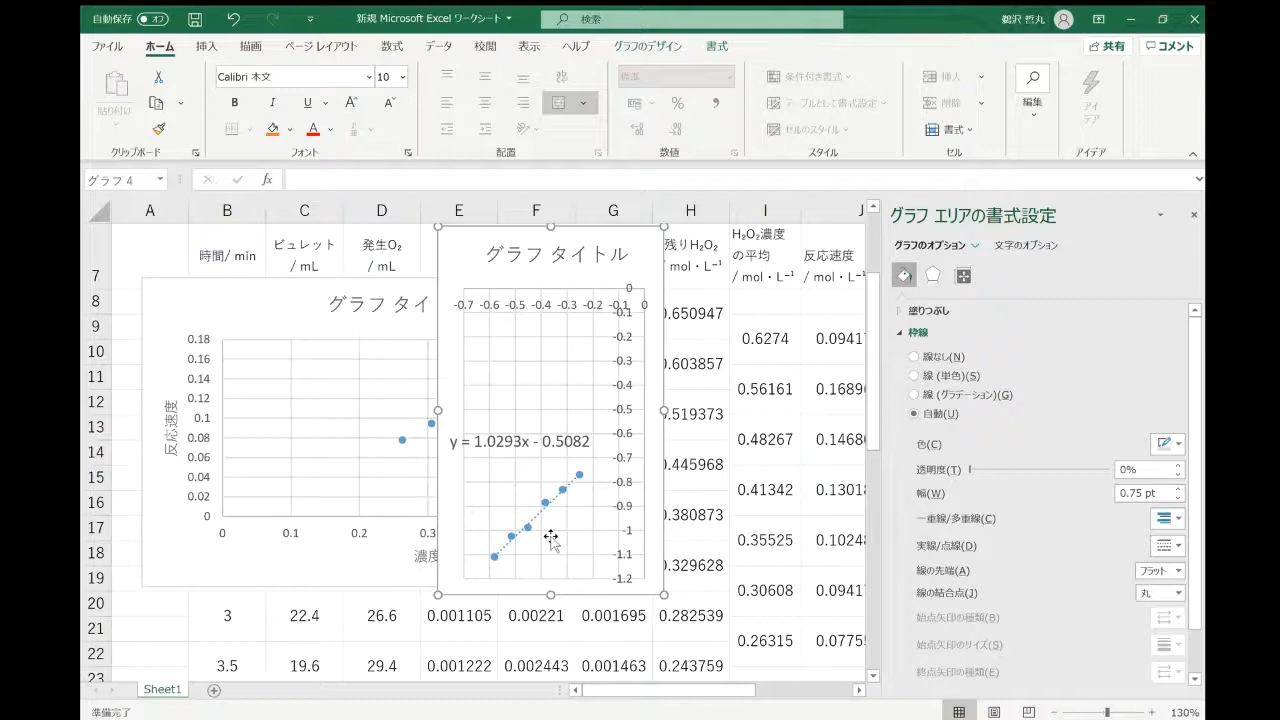 自動保存 オフ 新規 Microsoft Excel ワークシート 検索 鵜沢 哲丸
ファイル ホーム 挿入 描画 ページ レイアウト 数式 データ 校閲 表示 ヘルプ グラフのデザイン 書式 共有 コメント
Calibri 本文 10 標準 条件付き書式 挿入
貼り付け B I U A A % テーブルとして書式設定 削除 編集 アイデア
セルのスタイル 書式
クリップボード フォント 配置 数値 スタイル セル アイデア
グラフ 4 fx
A B C D E F G H I J
グラフ エリアの書式設定
グラフのオプション 文字のオプション
7 時間/ min ビュレット / mL 発生O₂ / mL 残りH₂O₂ mol・L⁻¹ H₂O₂濃度の平均 / mol・L⁻¹ 反応速度 / mol・L⁻¹
8
9
10
11
12
13
14
15
16
17
18
19
20
21
22
23
グラフ タイ
0.18
0.16
0.14
0.12
0.1
0.08
0.06
0.04
0.02
0
0 0.1 0.2 0.3
反応速度
濃度
グラフ タイトル
-0.7 -0.6 -0.5 -0.4 -0.3 -0.2 -0.1 0
0
-0.1
-0.2
-0.3
-0.4
-0.5
-0.6
-0.7
-0.8
-0.9
-1
-1.1
-1.2
y = 1.0293x - 0.5082
0.650947
0.6274 0.0941
0.603857
0.56161 0.1689
519373
0.48267 0.1468
445968
0.41342 0.1301
380873
0.35525 0.1024
329628
0.30608 0.0941
3 22.4 26.6 0.001105 0.00221 0.001695 0.282539
0.26315 0.0775
3.5 19.6 29.4 0.001222 0.002443 0.001463 0.243759
塗りつぶし
枠線
線なし(N)
線 (単色)(S)
線 (グラデーション)(G)
自動(U)
色(C)
透明度(T) 0%
幅(W) 0.75 pt
一重線/多重線(C)
実線/点線(D)
線の先端(A) フラット
線の結合点(J) 丸
始点矢印の種類(B)
始点矢印のサイズ(S)
終点矢印の種類(E)
Sheet1
準備完了 130%